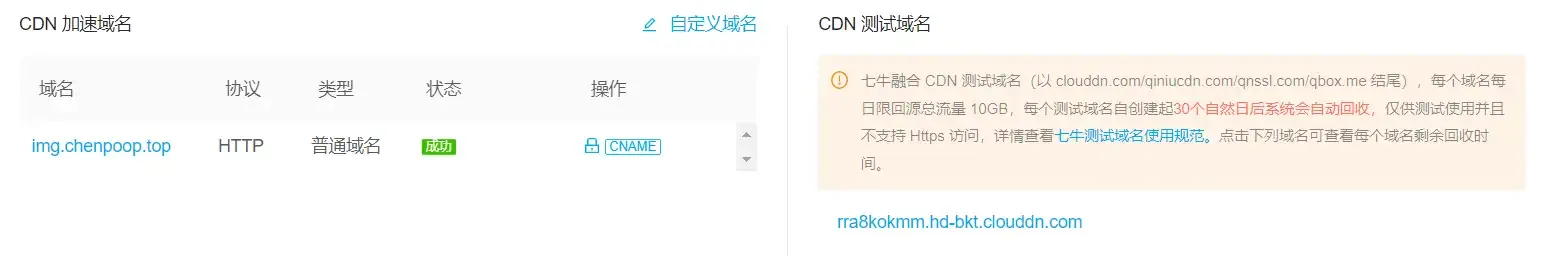 CDN 加速域名
自定义域名
域名 协议 类型 状态 操作
img.chenpoop.top HTTP 普通域名 成功 CNAME
CDN 测试域名
七牛融合 CDN 测试域名（以 clouddn.com/qiniucdn.com/qnssl.com/qbox.me 结尾），每个域名每
日限回源总流量 10GB，每个测试域名自创建起30个自然日后系统会自动回收，仅供测试使用并且
不支持 Https 访问，详情查看七牛测试域名使用规范。点击下列域名可查看每个域名剩余回收时
间。
rra8kokmm.hd-bkt.clouddn.com